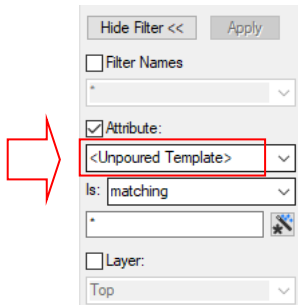 Hide Filter << Apply
Filter Names
*
Attribute:
<Unpoured Template>
Is: matching
*
Layer:
Top